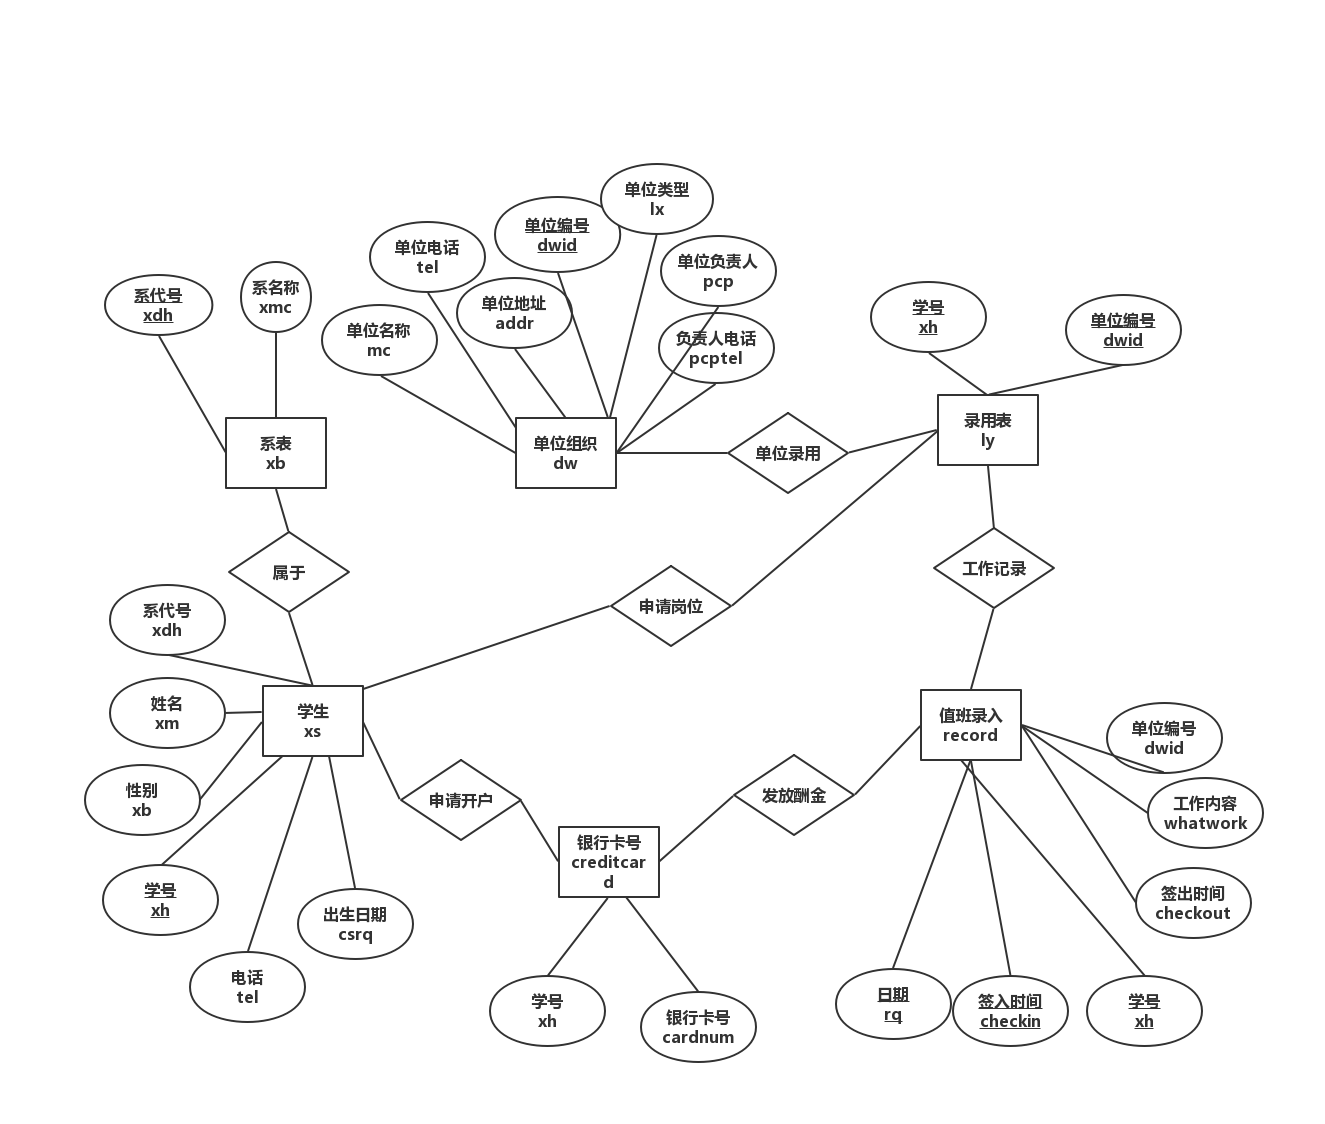 单位类型
lx
单位编号
dwid
单位电话
tel
单位负责人
pcp
系代号
xdh
系名称
xmc
单位地址
addr
单位名称
mc
负责人电话
pcptel
学号
xh
单位编号
dwid
系表
xb
单位组织
dw
单位录用
录用表
ly
属于
申请岗位
工作记录
系代号
xdh
姓名
xm
学生
xs
值班录入
record
单位编号
dwid
性别
xb
申请开户
发放酬金
工作内容
whatwork
银行卡号
creditcar
d
学号
xh
出生日期
csrq
签出时间
checkout
电话
tel
学号
xh
银行卡号
cardnum
日期
rq
签入时间
checkin
学号
xh